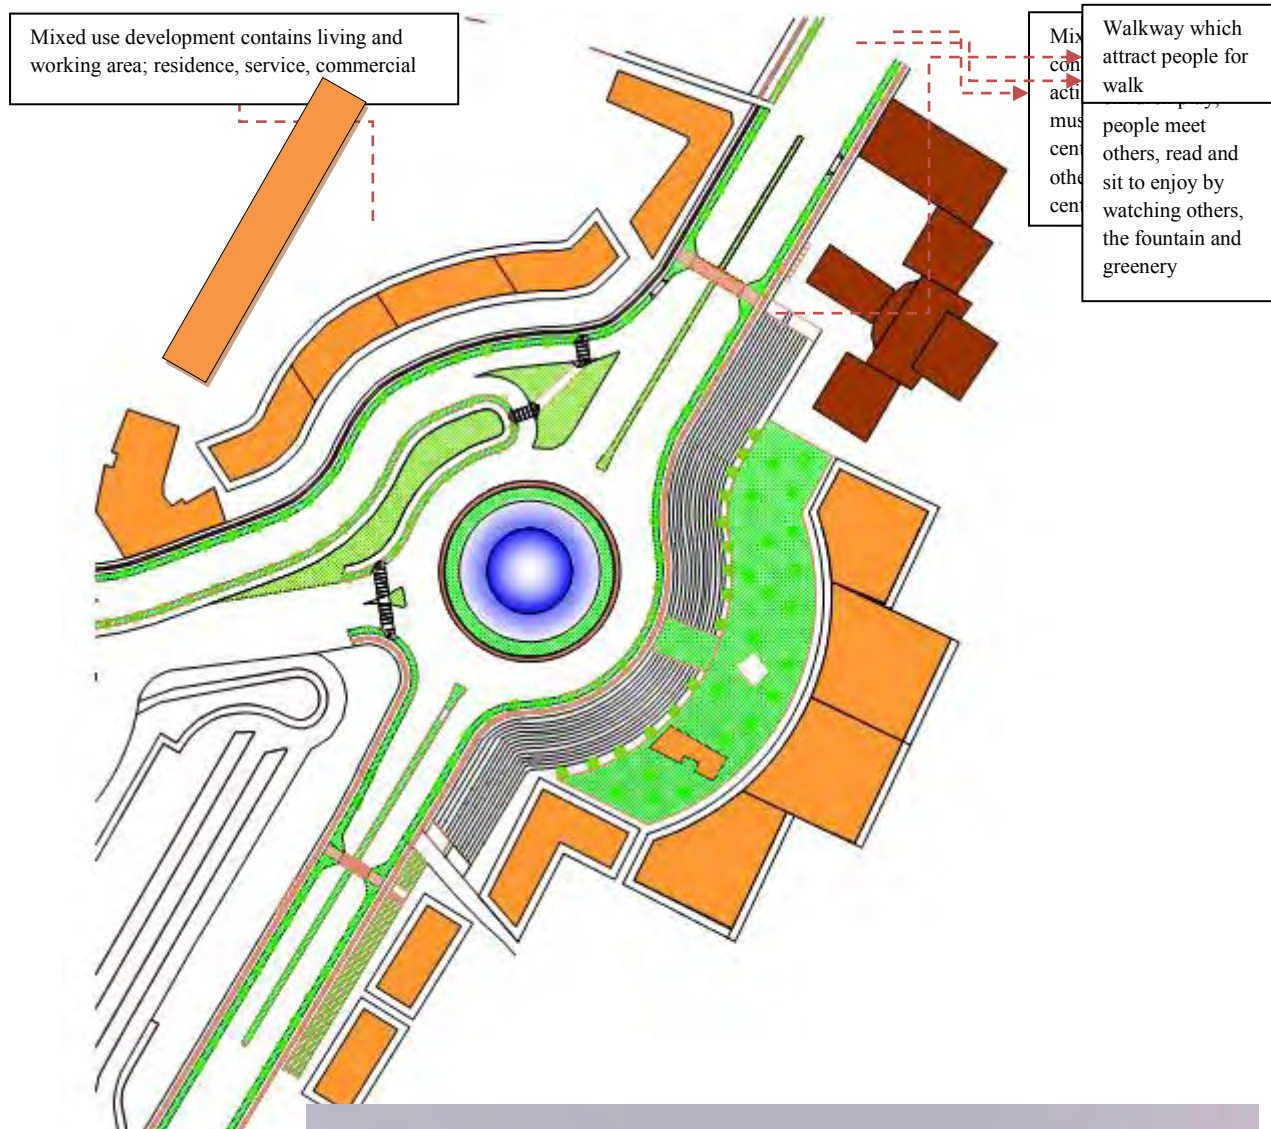 Mixed use development contains living and
working area; residence, service, commercial
Walkway which
attract people for
walk
people meet
others, read and
sit to enjoy by
watching others,
the fountain and
greenery